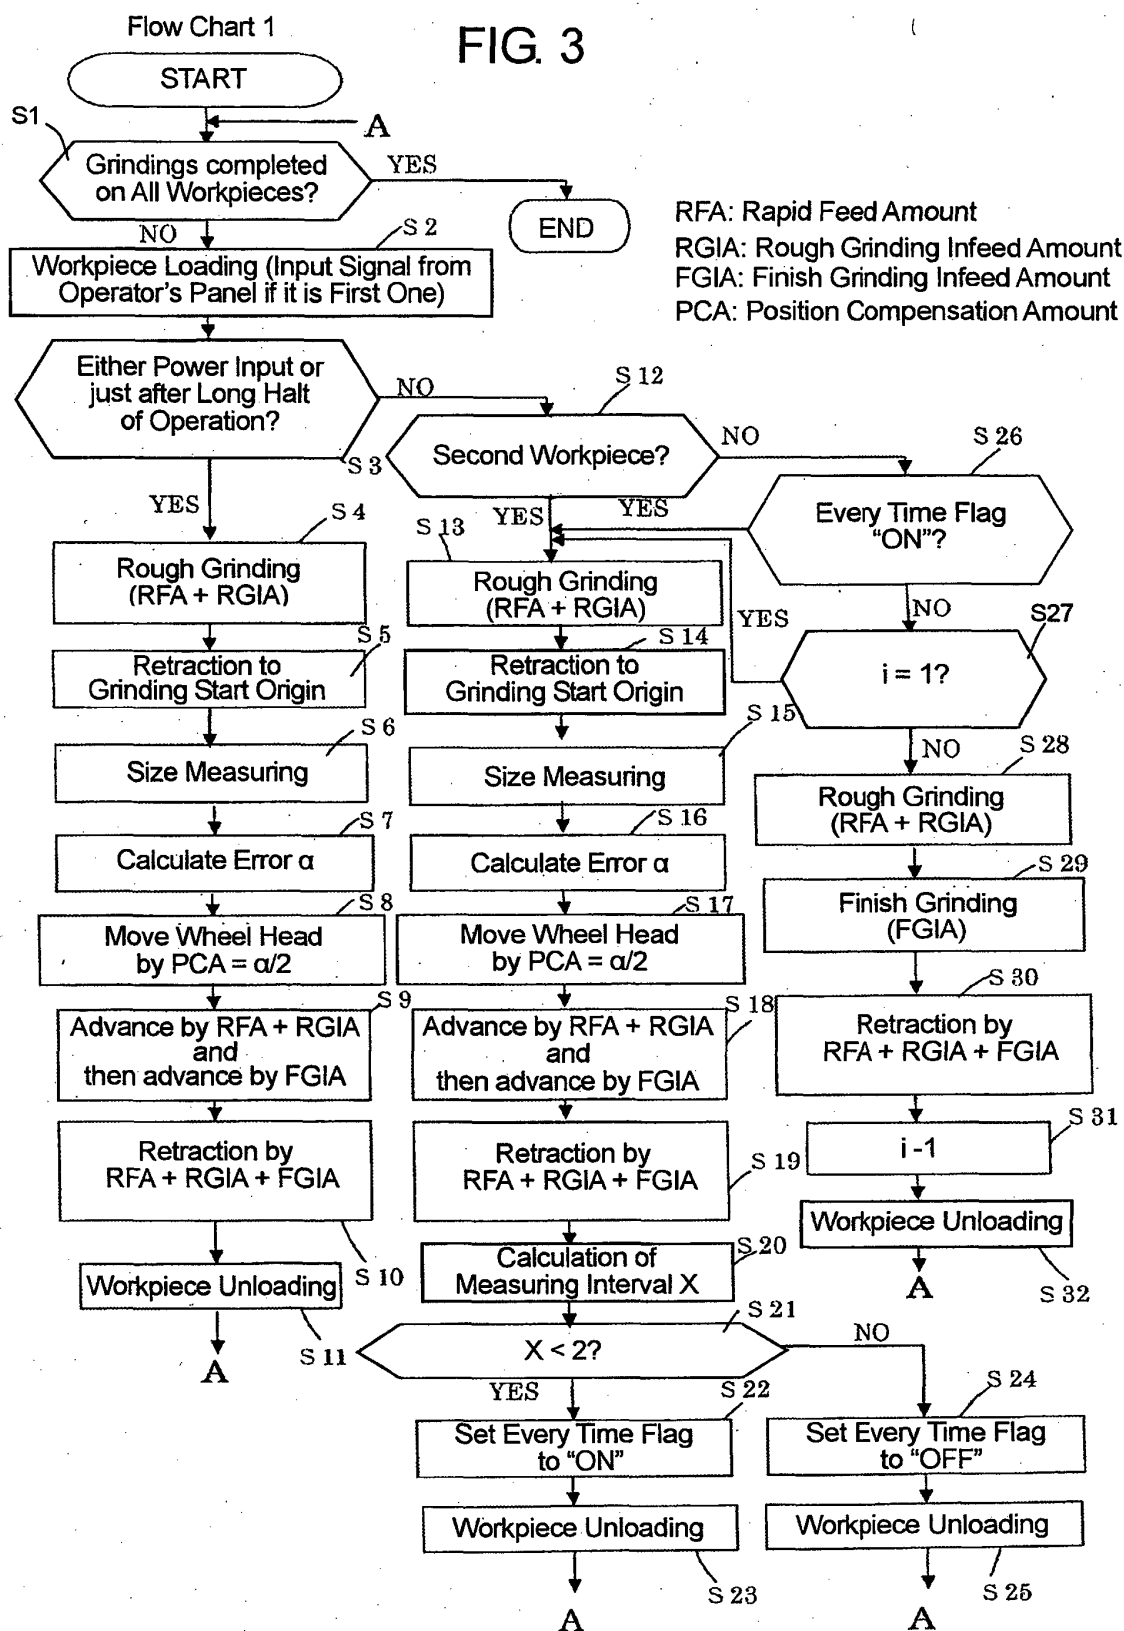 Flow Chart 1
FIG. 3
START
A
S1
Grindings completed
on All Workpieces?
YES
END
NO
S 2
Workpiece Loading (Input Signal from
Operator's Panel if it is First One)
RFA: Rapid Feed Amount
RGIA: Rough Grinding Infeed Amount
FGIA: Finish Grinding Infeed Amount
PCA: Position Compensation Amount
Either Power Input or
just after Long Halt
of Operation?
S 3
NO
YES
S 12
Second Workpiece?
NO
YES
S 26
Every Time Flag
"ON"?
YES
NO
S27
i = 1?
YES
NO
S 4
Rough Grinding
(RFA + RGIA)
S 5
Retraction to
Grinding Start Origin
S 6
Size Measuring
S 7
Calculate Error α
S 8
Move Wheel Head
by PCA = α/2
S 9
Advance by RFA + RGIA
and
then advance by FGIA
Retraction by
RFA + RGIA + FGIA
S 10
Workpiece Unloading
S 11
A
S 13
Rough Grinding
(RFA + RGIA)
S 14
Retraction to
Grinding Start Origin
S 15
Size Measuring
S 16
Calculate Error α
S 17
Move Wheel Head
by PCA = α/2
S 18
Advance by RFA + RGIA
and
then advance by FGIA
S 19
Retraction by
RFA + RGIA + FGIA
S 20
Calculation of
Measuring Interval X
S 21
X < 2?
YES
NO
S 22
Set Every Time Flag
to "ON"
Workpiece Unloading
S 23
A
S 24
Set Every Time Flag
to "OFF"
Workpiece Unloading
S 25
A
S 28
Rough Grinding
(RFA + RGIA)
S 29
Finish Grinding
(FGIA)
S 30
Retraction by
RFA + RGIA + FGIA
S 31
i -1
Workpiece Unloading
S 32
A